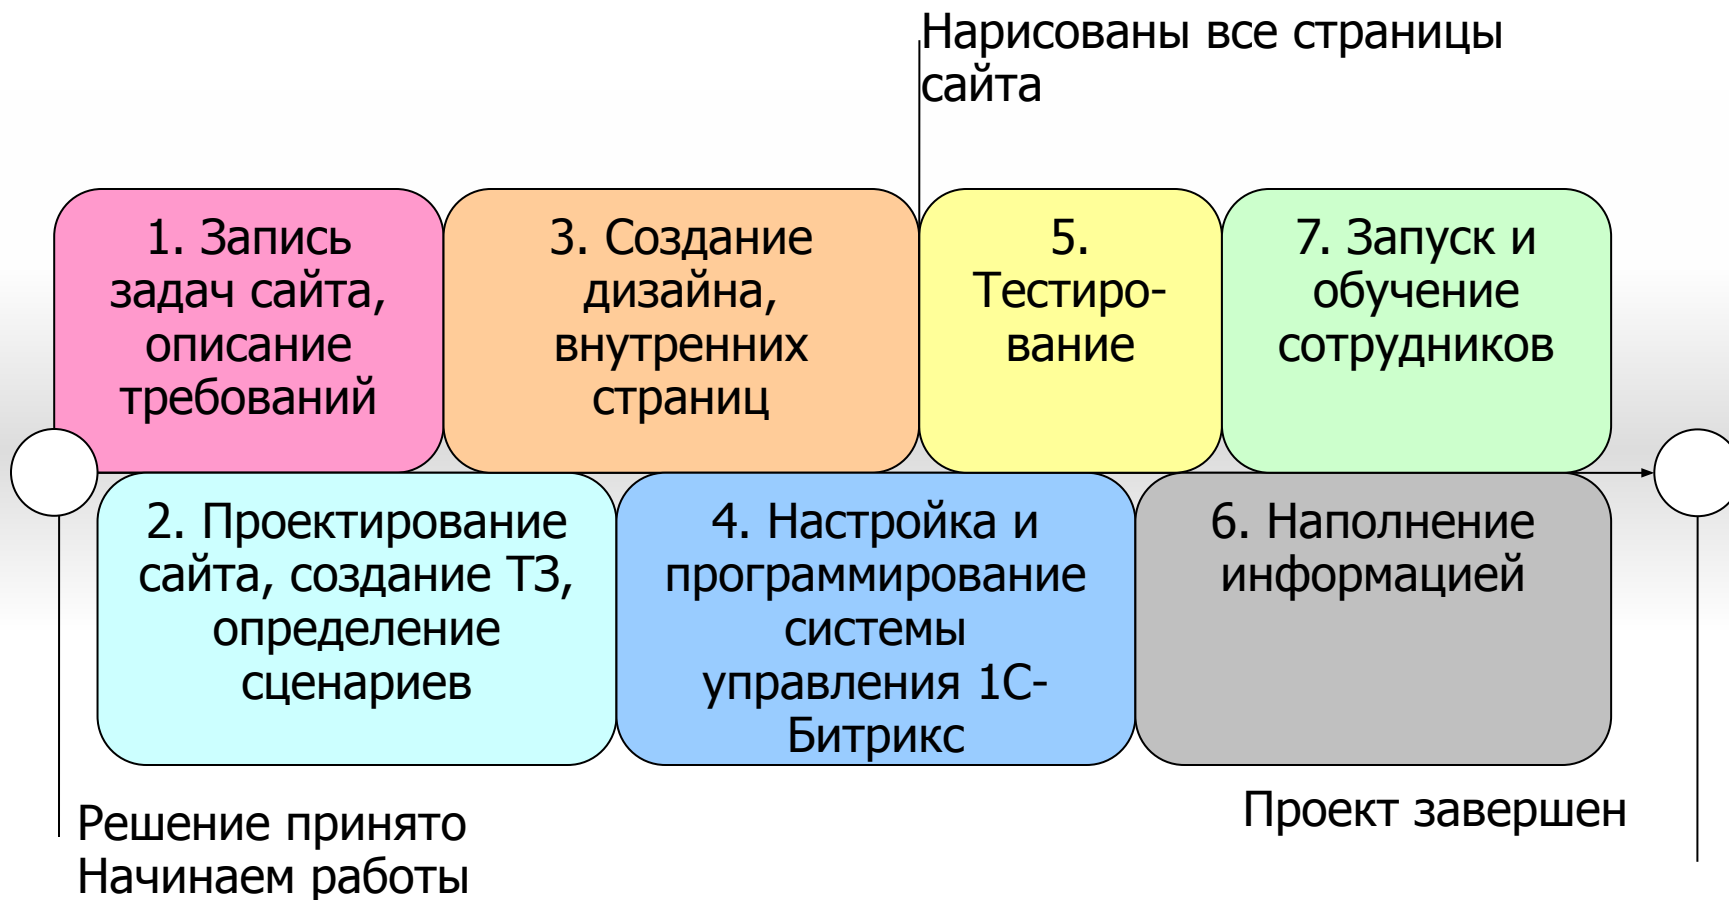 Нарисованы все страницы
сайта
1. Запись
задач сайта,
описание
требований
3. Создание
дизайна,
внутренних
страниц
5.
Тестиро-
вание
7. Запуск и
обучение
сотрудников
2. Проектирование
сайта, создание ТЗ,
определение
сценариев
4. Настройка и
программирование
системы
управления 1С-
Битрикс
6. Наполнение
информацией
Решение принято
Начинаем работы
Проект завершен